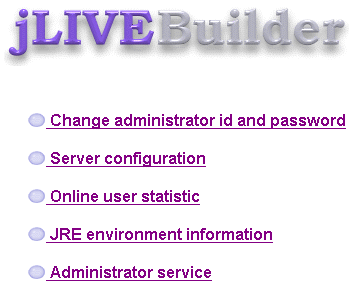 jLIVEBuilder
Change administrator id and password
Server configuration
Online user statistic
JRE environment information
Administrator service